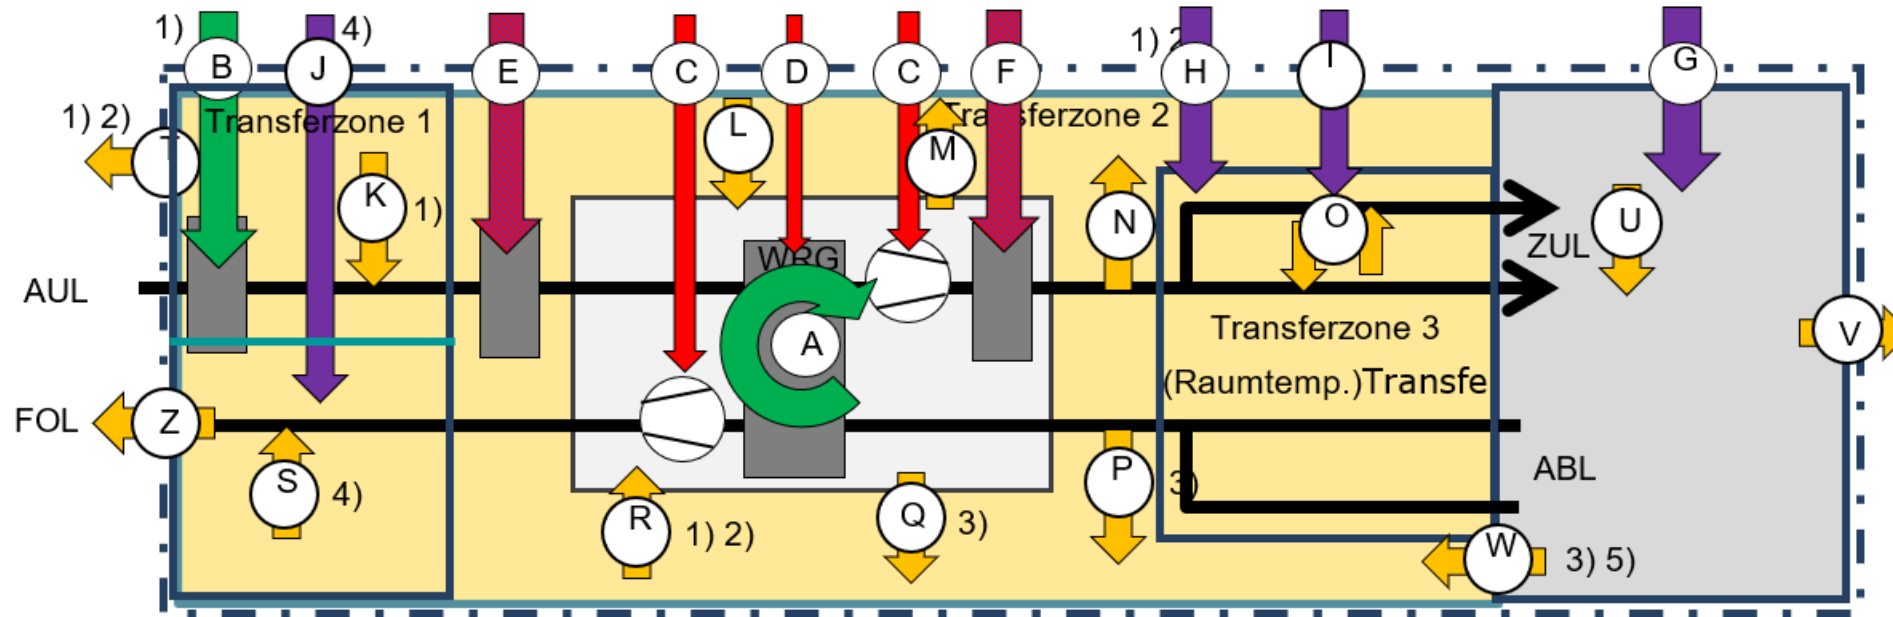 1)
B
J
4)
E
C
D
C
F
1) 2
H
I
G
1) 2)
T
Transferzone 1
L
M
Transferzone 2
K
1)
N
O
U
WRG
ZUL
AUL
A
Transferzone 3
V
(Raumtemp.)Transfe
FOL
Z
S
4)
R
1) 2)
Q
3)
P
3)
ABL
W
3) 5)